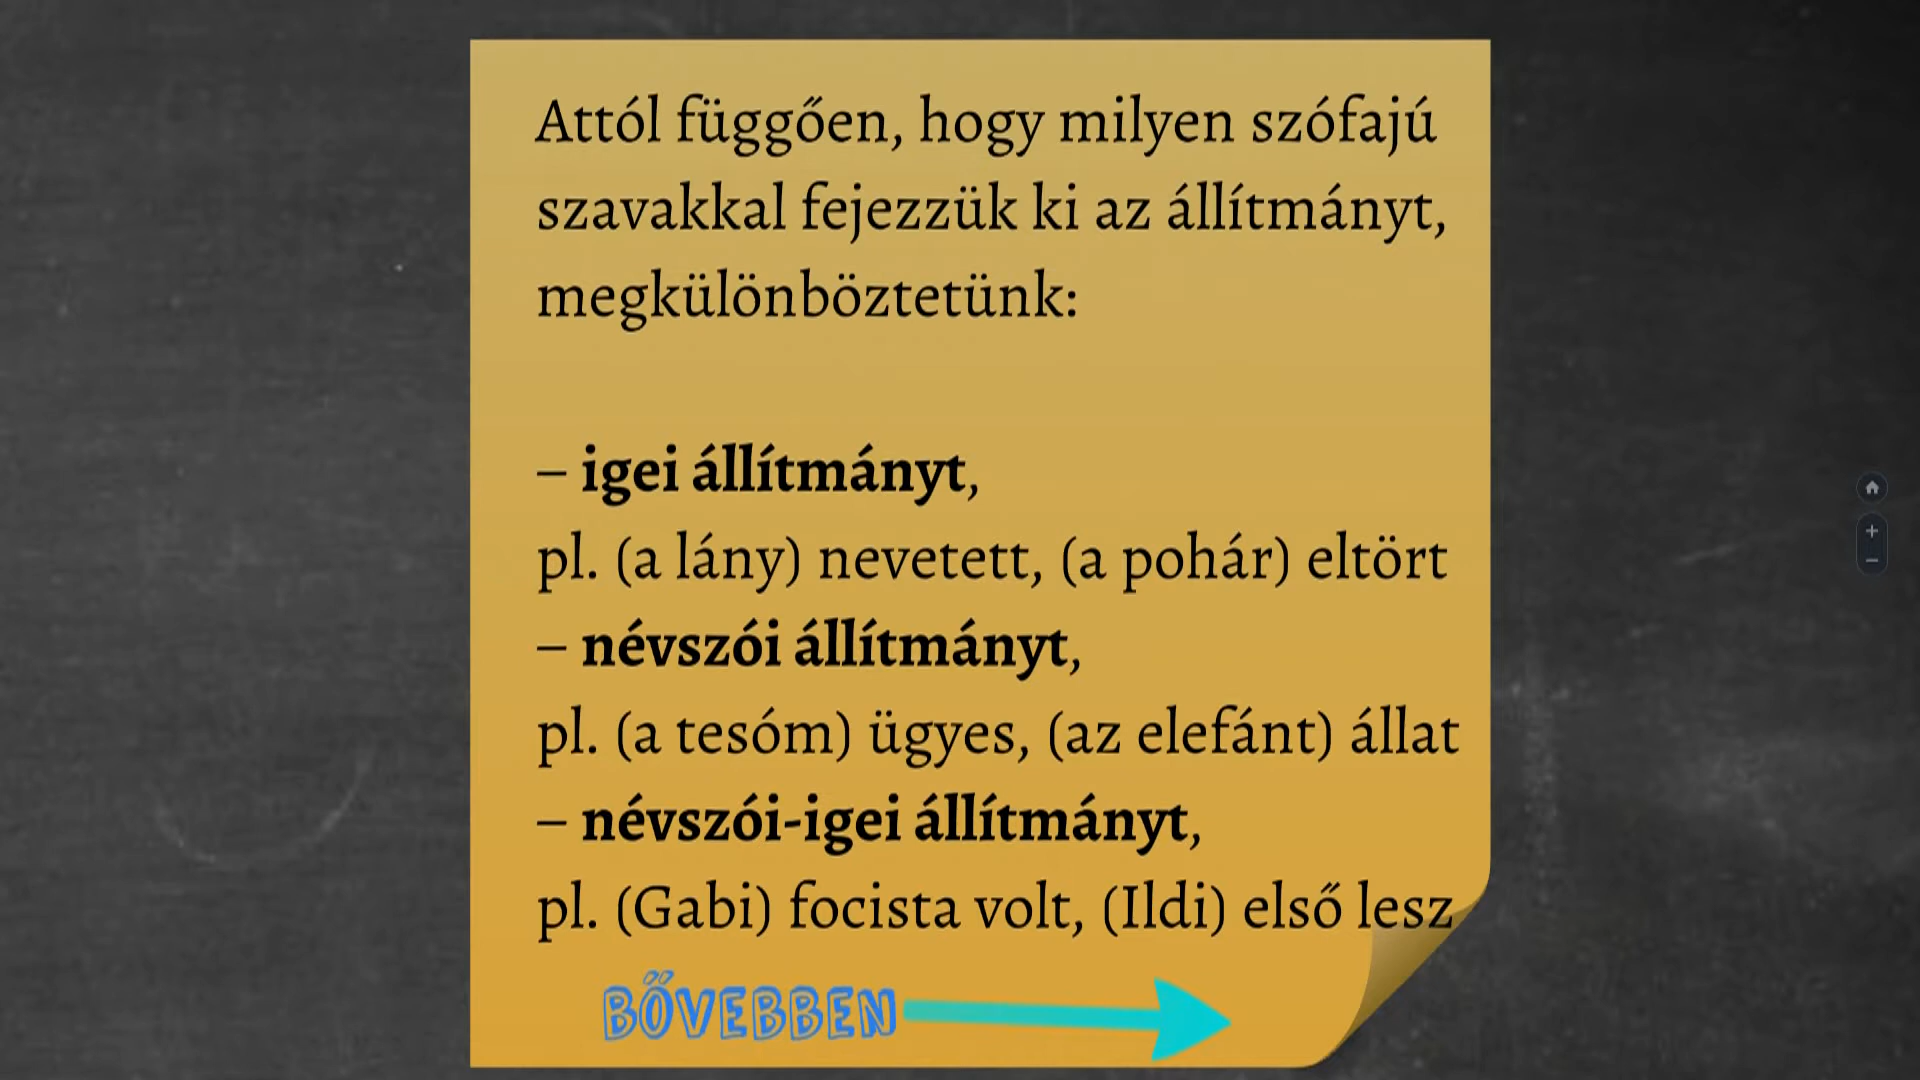 Attól függően, hogy milyen szófajú
szavakkal fejezzük ki az állítmányt,
megkülönböztetünk:
– igei állítmányt,
pl. (a lány) nevetett, (a pohár) eltört
– névszói állítmányt,
pl. (a tesóm) ügyes, (az elefánt) állat
– névszói-igei állítmányt,
pl. (Gabi) focista volt, (Ildi) első lesz
BŐVEBBEN